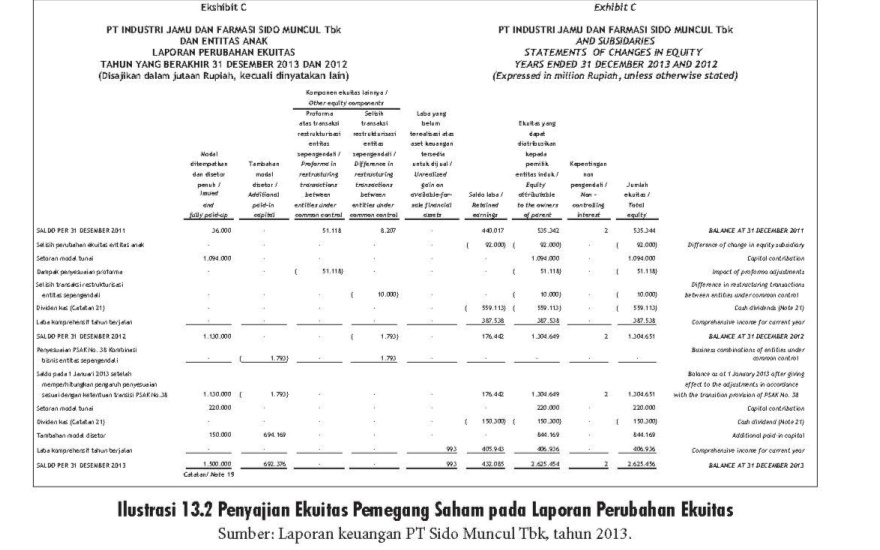 Ekshibit C
Exhibit C
PT INDUSTRI JAMU DAN FARMASI SIDO MUNCUL Tbk
DAN ENTITAS ANAK
LAPORAN PERUBAHAN EKUITAS
TAHUN YANG BERAKHIR 31 DESEMBER 2013 DAN 2012
(Disajikan dalam jutaan Rupiah, kecuali dinyatakan lain)
PT INDUSTRI JAMU DAN FARMASI SIDO MUNCUL Tbk
AND SUBSIDARIES
STATEMENTS OF CHANGES IN EQUITY
YEARS ENDED 31 DECEMBER 2013 AND 2012
(Expressed in million Rupiah, unless otherwise stated)
Modal
ditempatkan
dan disetor
penuh /
Issued
and
fully paid-up
Tambahan
modal
disetor /
Additional
paid-in
capital
Komponen ekuitas lainnya /
Other equity components
Proforma
atas transaksi
restrukturisasi
entitas
sepengendali /
Proforma in
restructuring
transactions
between
entities under
common control
Selisih
transaksi
restrukturisasi
entitas
sepengendali /
Difference in
restructuring
transactions
between
entities under
common control
Laba yang
belum
terealisasi atas
aset keuangan
tersedia
untuk dijual /
Unrealized
gain on
available-for-
sale financial
assets
Saldo laba /
Retained
earnings
Ekuitas yang
dapat
distribusikan
kepada
pemilik
entitas induk /
Equity
attributable
to the owners
of parent
Kepentingan
non
pengendali /
Non -
controlling
interest
Jumlah
ekuitas /
Total
equity
SALDO PER 31 DESEMBER 2011 36.000 - 51.118 8.207 - 440.017 535.342 2 535.344 BALANCE AT 31 DECEMBER 2011
Selisih perubahan ekuitas entitas anak - - - - - ( 92.000) ( 92.000) - ( 92.000) Difference of change in equity subsidiary
Setoran modal tunai 1.094.000 - - - - - 1.094.000 - 1.094.000 Capital contribution
Dampak penyesuaian proforma - - ( 51.118) - - - ( 51.118) - ( 51.118) Impact of proforma adjustments
Selisih transaksi restrukturisasi
entitas sepengendali - - - ( 10.000) - - ( 10.000) - ( 10.000)
Difference in restructuring transactions
between entities under common control
Dividen kas (Catatan 21) - - - - - ( 559.113) ( 559.113) - ( 559.113) Cash dividends (Note 21)
Laba komprehensif tahun berjalan - - - - - 387.538 387.538 - 387.538 Comprehensive income for current year
SALDO PER 31 DESEMBER 2012 1.130.000 - - ( 1.793) - 176.442 1.304.649 2 1.304.651 BALANCE AT 31 DECEMBER 2012
Penyesuaian PSAK No. 38 Kombinasi
bisnis entitas sepengendali - ( 1.793) - 1.793 - - - - -
Business combinations of entities under
common control
Saldo pada 1 Januari 2013 setelah
memperhitungkan pengaruh penyesuaian
sesuai dengan ketentuan transisi PSAK No.38 1.130.000 ( 1.793) - - - 176.442 1.304.649 2 1.304.651
Balance as at 1 January 2013 after giving
effect to the adjustments in accordance
with the transition provision of PSAK No. 38
Setoran modal tunai 220.000 - - - - - 220.000 - 220.000 Capital contribution
Dividen kas (Catatan 21) - - - - - ( 150.300) ( 150.300) - ( 150.300) Cash dividend (Note 21)
Tambahan modal disetor 150.000 694.169 - - - - 844.169 - 844.169 Additional paid-in capital
Laba komprehensif tahun berjalan - - - - 993 405.943 406.936 - 406.936 Comprehensive income for current year
SALDO PER 31 DESEMBER 2013 1.500.000 692.376 - - 993 432.085 2.625.454 2 2.625.456 BALANCE AT 31 DECEMBER 2013
Catatan/ Note 19
Ilustrasi 13.2 Penyajian Ekuitas Pemegang Saham pada Laporan Perubahan Ekuitas
Sumber: Laporan keuangan PT Sido Muncul Tbk, tahun 2013.